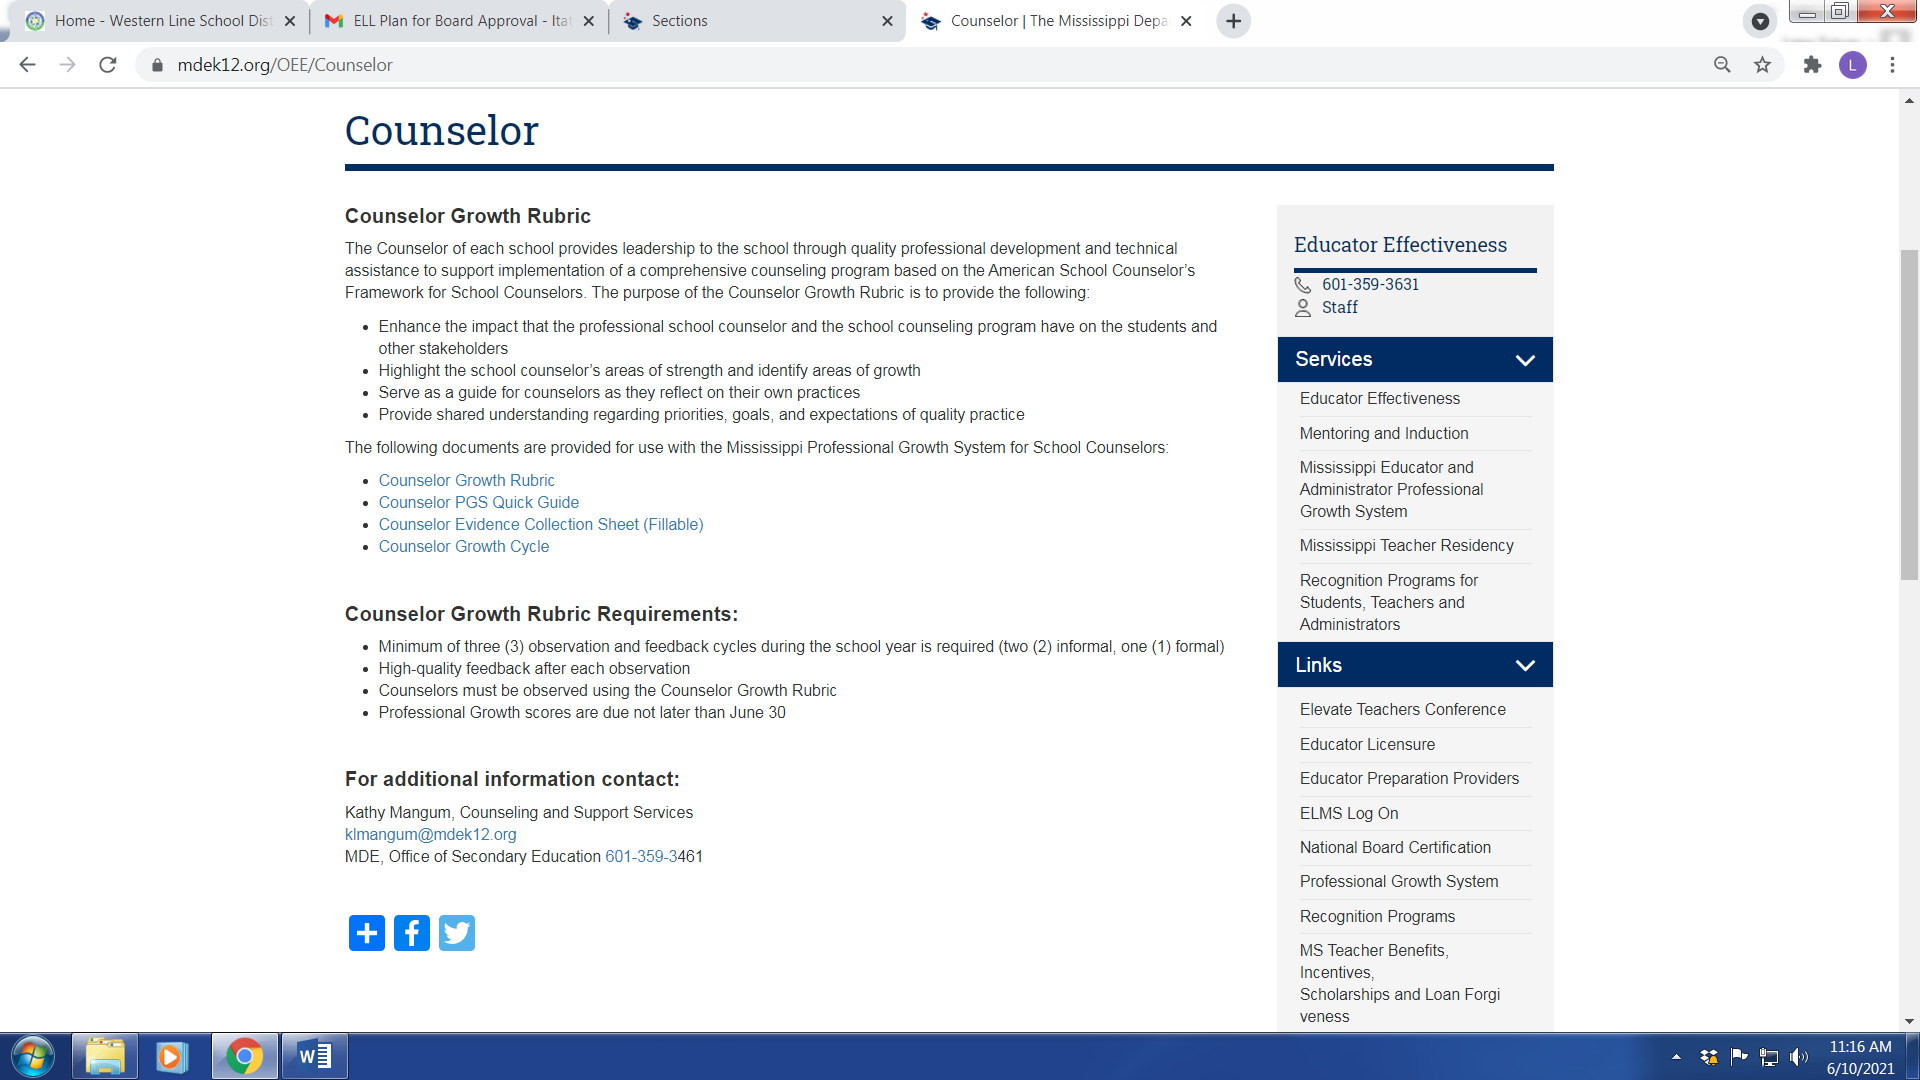 Home - Western Line School Dist
ELL Plan for Board Approval - Ita
Sections
Counselor | The Mississippi Depa
mdek12.org/OEE/Counselor
L
Counselor
Counselor Growth Rubric
The Counselor of each school provides leadership to the school through quality professional development and technical
assistance to support implementation of a comprehensive counseling program based on the American School Counselor’s
Framework for School Counselors. The purpose of the Counselor Growth Rubric is to provide the following:
Enhance the impact that the professional school counselor and the school counseling program have on the students and
other stakeholders
Highlight the school counselor’s areas of strength and identify areas of growth
Serve as a guide for counselors as they reflect on their own practices
Provide shared understanding regarding priorities, goals, and expectations of quality practice
The following documents are provided for use with the Mississippi Professional Growth System for School Counselors:
Counselor Growth Rubric
Counselor PGS Quick Guide
Counselor Evidence Collection Sheet (Fillable)
Counselor Growth Cycle
Counselor Growth Rubric Requirements:
Minimum of three (3) observation and feedback cycles during the school year is required (two (2) informal, one (1) formal)
High-quality feedback after each observation
Counselors must be observed using the Counselor Growth Rubric
Professional Growth scores are due not later than June 30
For additional information contact:
Kathy Mangum, Counseling and Support Services
klmangum@mdek12.org
MDE, Office of Secondary Education 601-359-3461
Educator Effectiveness
601-359-3631
Staff
Services
Educator Effectiveness
Mentoring and Induction
Mississippi Educator and
Administrator Professional
Growth System
Mississippi Teacher Residency
Recognition Programs for
Students, Teachers and
Administrators
Links
Elevate Teachers Conference
Educator Licensure
Educator Preparation Providers
ELMS Log On
National Board Certification
Professional Growth System
Recognition Programs
MS Teacher Benefits,
Incentives,
Scholarships and Loan Forgi
veness
11:16 AM
6/10/2021